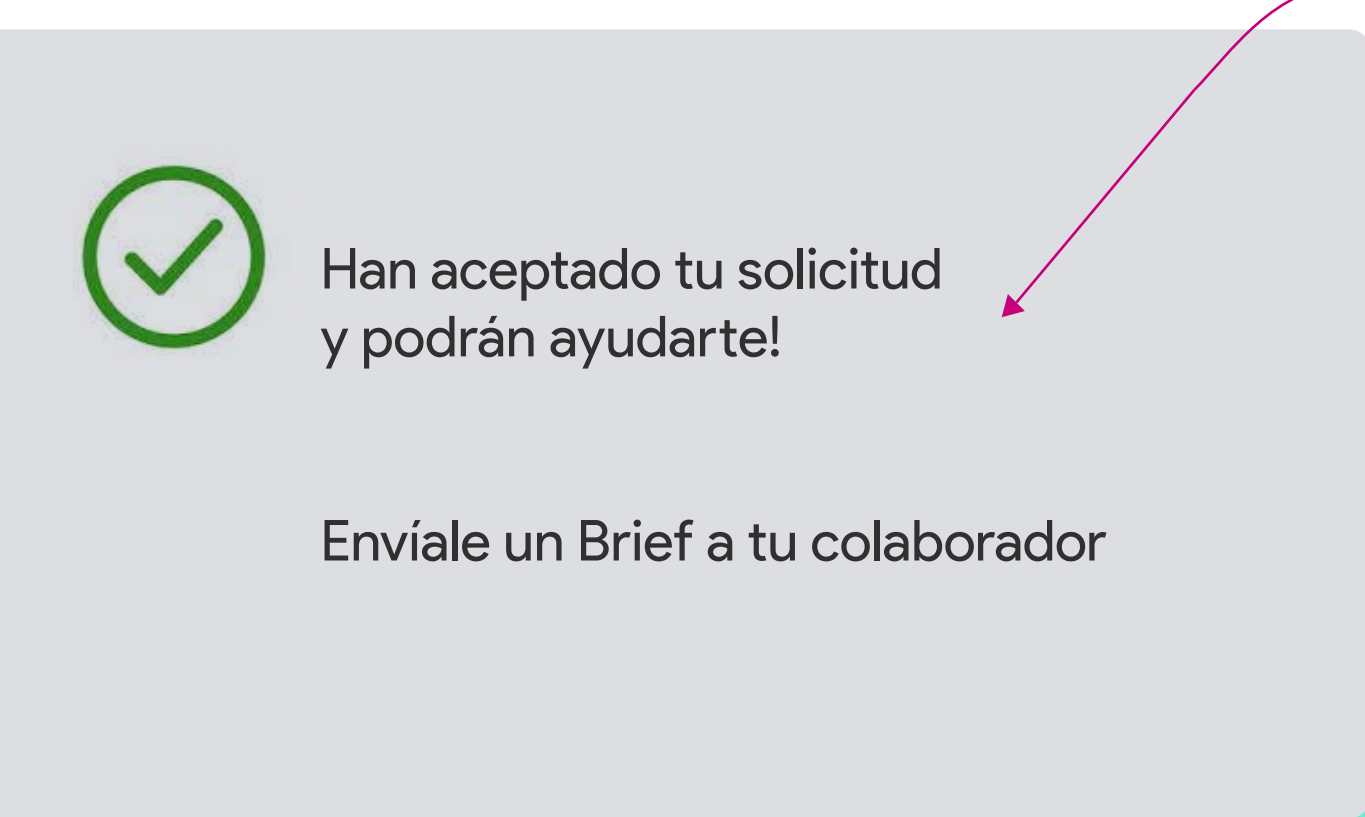 Han aceptado tu solicitud
y podrán ayudarte!
Envíale un Brief a tu colaborador